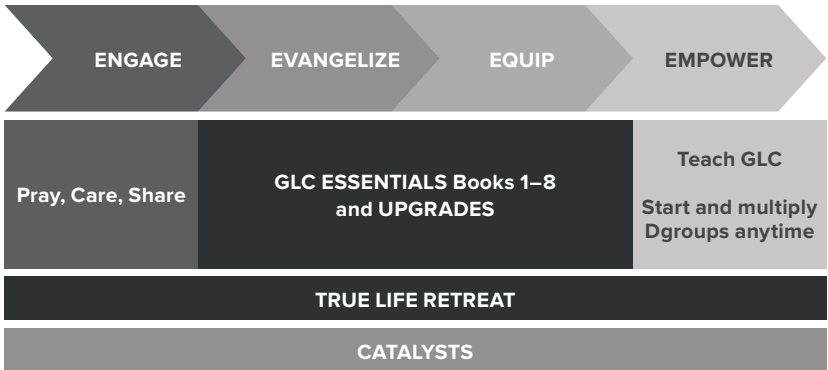 ENGAGE
EVANGELIZE
EQUIP
EMPOWER
Pray, Care, Share
GLC ESSENTIALS Books 1–8
and UPGRADES
Teach GLC
Start and multiply
Dgroups anytime
TRUE LIFE RETREAT
CATALYSTS